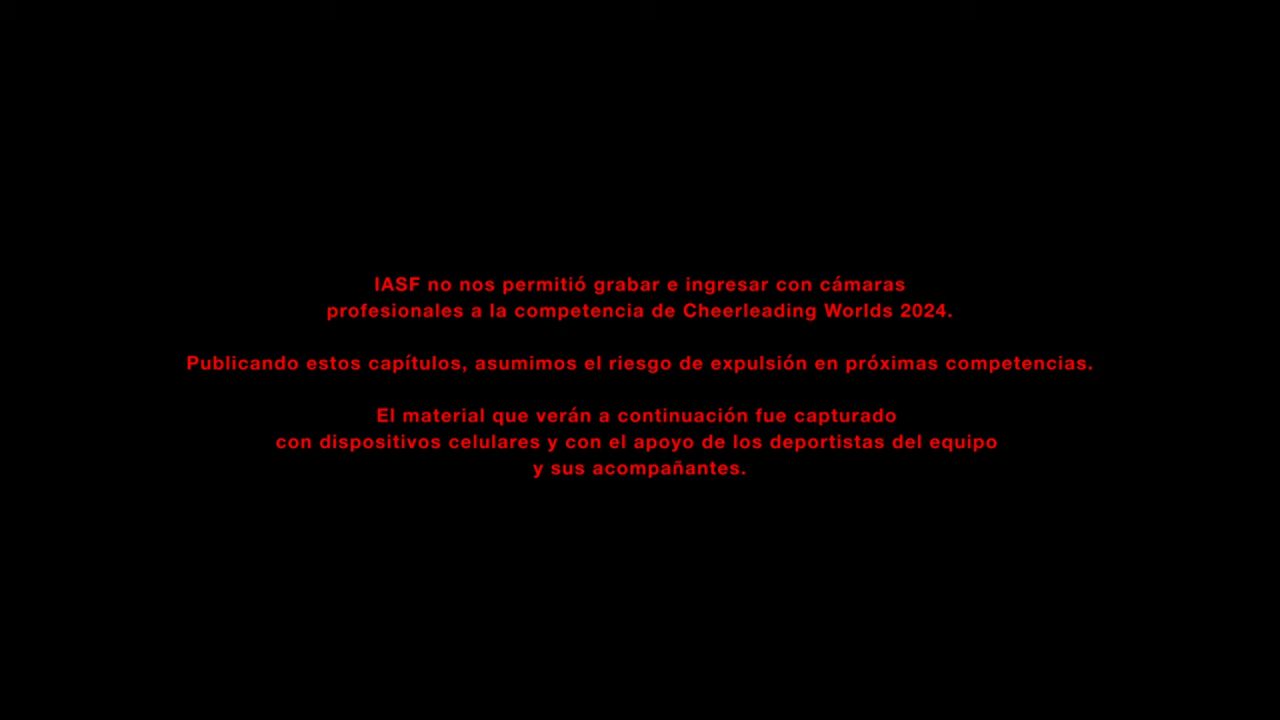 IASF no nos permitió grabar e ingresar con cámaras
profesionales a la competencia de Cheerleading Worlds 2024.
Publicando estos capítulos, asumimos el riesgo de expulsión en próximas competencias.
El material que verán a continuación fue capturado
con dispositivos celulares y con el apoyo de los deportistas del equipo
y sus acompañantes.